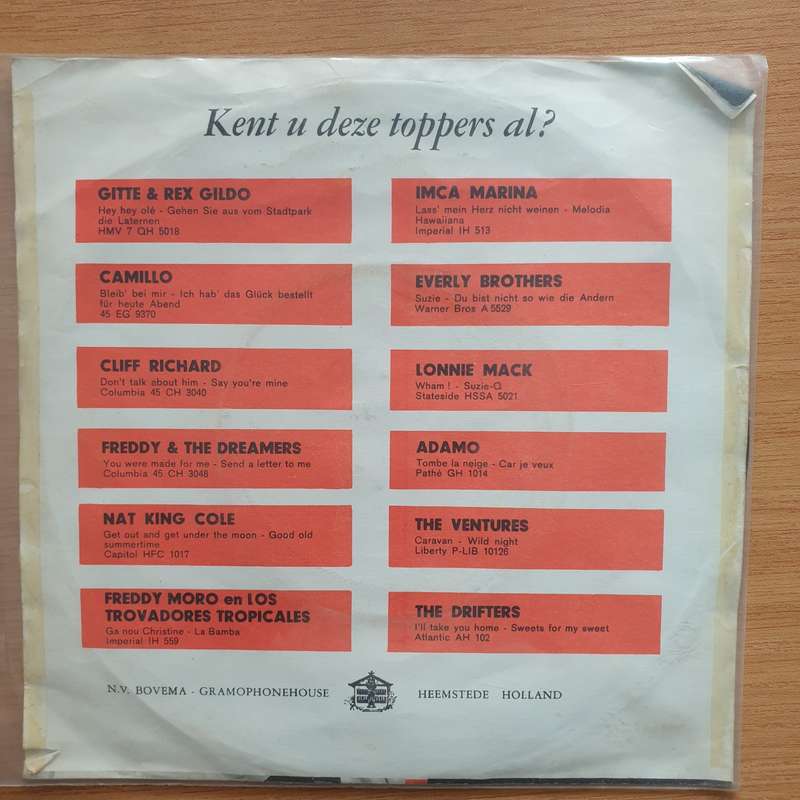 Kent u deze toppers al?
GITTE & REX GILDO
Hey hey olé - Gehen Sie aus vom Stadtpark
die Laternen
HMV 7 QH 5018
CAMILLO
Bleib' bei mir - Ich hab' das Glück bestellt
für heute Abend
45 EG 9370
CLIFF RICHARD
Don't talk about him - Say you're mine
Columbia 45 CH 3040
FREDDY & THE DREAMERS
You were made for me - Send a letter to me
Columbia 45 CH 3048
NAT KING COLE
Get out and get under the moon - Good old
summertime
Capitol HFC 1017
FREDDY MORO en LOS
TROVADORES TROPICALES
Ga nou Christine - La Bamba
Imperial IH 559
IMCA MARINA
Lass' mein Herz nicht weinen - Melodia
Hawaiiana
Imperial IH 513
EVERLY BROTHERS
Suzie - Du bist nicht so wie die Andern
Warner Bros A 5529
LONNIE MACK
Wham ! - Suzie-Q
Stateside HSSA 5021
ADAMO
Tombe la neige - Car je veux
Pathé GH 1014
THE VENTURES
Caravan - Wild night
Liberty P-LIB 10126
THE DRIFTERS
I'll take you home - Sweets for my sweet
Atlantic AH 102
N.V. BOVEMA - GRAMOPHONEHOUSE HEEMSTEDE HOLLAND